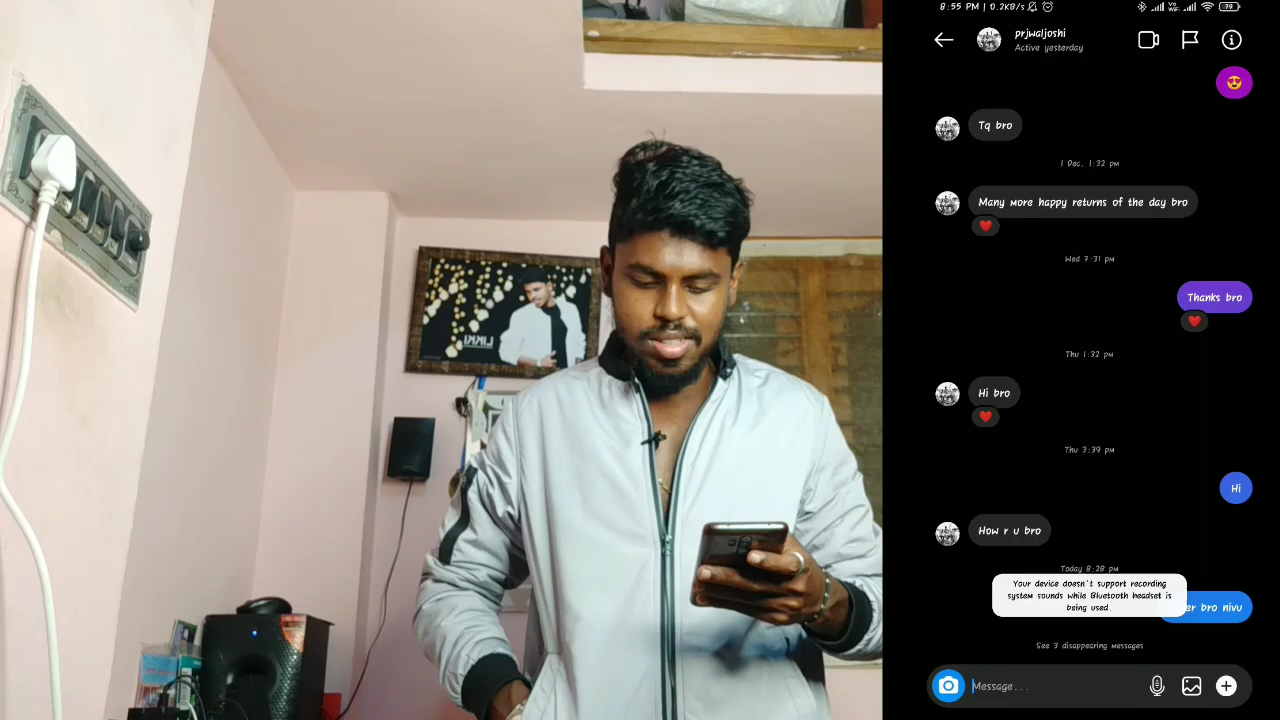 8:55 PM | 0.2KB/s
79
prjwaljoshi
Active yesterday
Tq bro
1 Dec, 1:32 PM
Many more happy returns of the day bro
Wed 7:31 PM
Thanks bro
Thu 1:32 PM
Hi bro
Thu 3:39 PM
Hi
How r u bro
Today 8:28 PM
Your device doesn't support recording
system sounds while Bluetooth headset is
being used.
bro nivu
See 3 disappearing messages
Message...
LIKKI